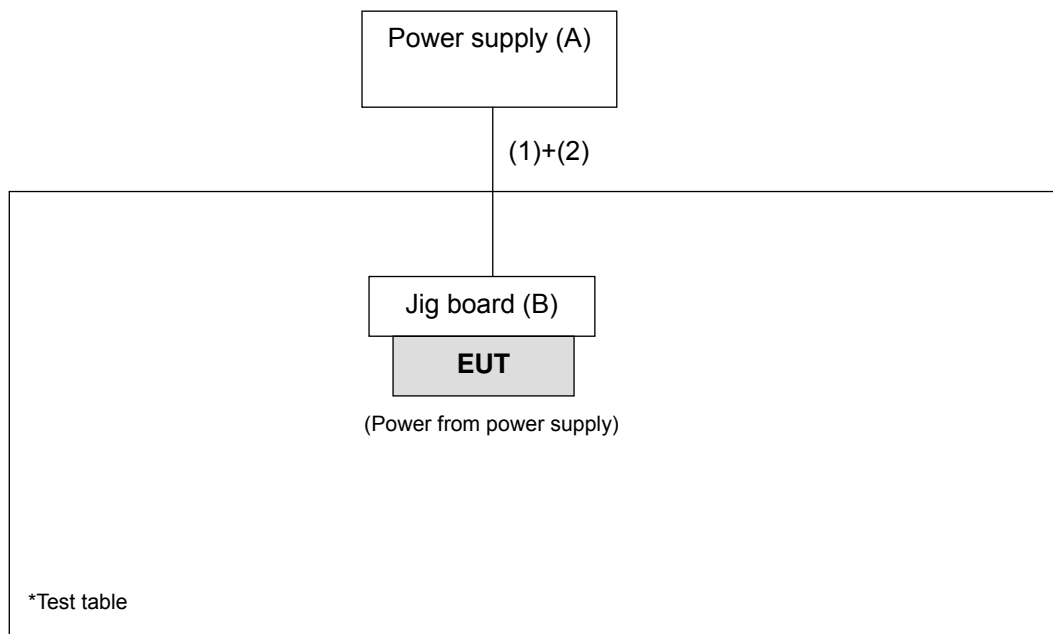 Power supply (A)
(1)+(2)
Jig board (B)
EUT
(Power from power supply)
*Test table